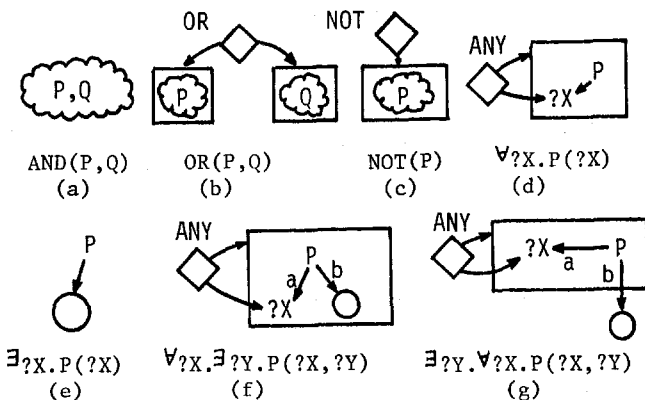 OR
NOT
ANY
P,Q
P
Q
P
P
?X
AND(P,Q)
OR(P,Q)
NOT(P)
∀?X.P(?X)
(a)
(b)
(c)
(d)
P
ANY
P
a
b
?X
ANY
?X
a
P
b
∃?X.P(?X)
∀?X.∃?Y.P(?X,?Y)
∃?Y.∀?X.P(?X,?Y)
(e)
(f)
(g)